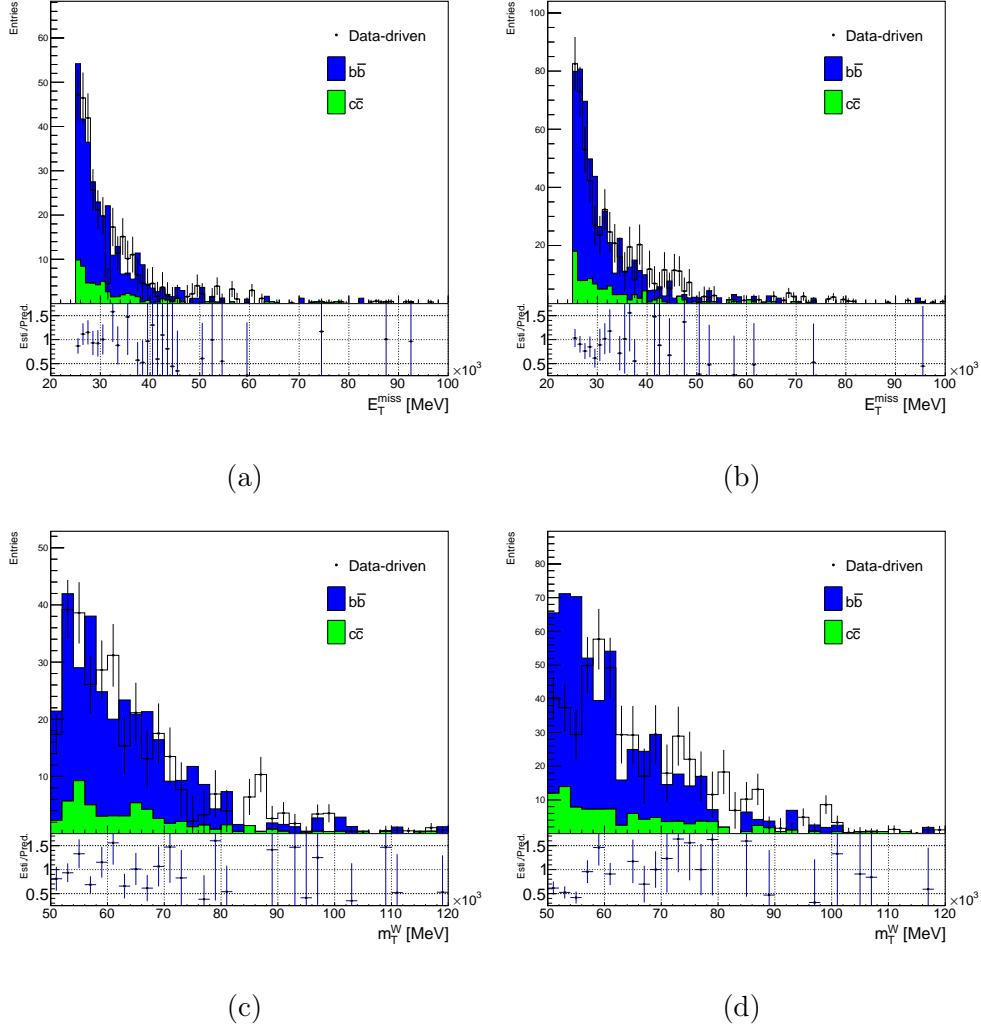 Entries
60
50
40
30
20
10
Data-driven
bb̅
cc̅
Esti./Pred.
1.5
1
0.5
20 30 40 50 60 70 80 90 100
×10³
E_T^miss [MeV]
(a)
Entries
100
80
60
40
20
Data-driven
bb̅
cc̅
Esti./Pred.
1.5
1
0.5
20 30 40 50 60 70 80 90 100
×10³
E_T^miss [MeV]
(b)
Entries
50
40
30
20
10
Data-driven
bb̅
cc̅
Esti./Pred.
1.5
1
0.5
50 60 70 80 90 100 110 120
×10³
m_T^W [MeV]
(c)
Entries
80
70
60
50
40
30
20
10
Data-driven
bb̅
cc̅
Esti./Pred.
1.5
1
0.5
50 60 70 80 90 100 110 120
×10³
m_T^W [MeV]
(d)